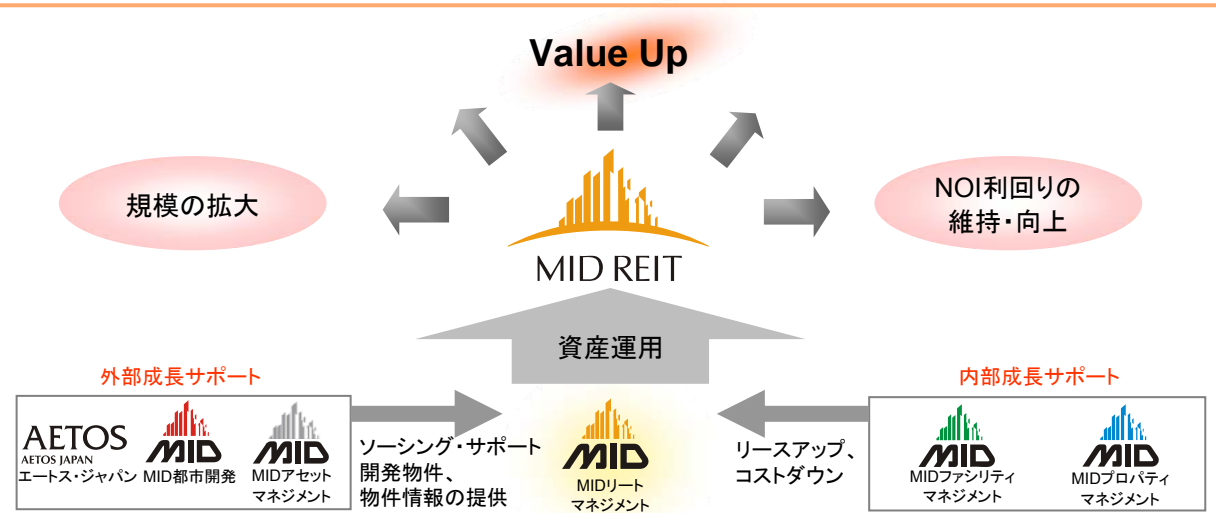 Value Up
規模の拡大
NOI利回りの
維持・向上
MID REIT
資産運用
外部成長サポート
内部成長サポート
AETOS
AETOS JAPAN
エートス・ジャパン
MID
MID都市開発
MID
MIDアセット
マネジメント
ソーシング・サポート
開発物件、
物件情報の提供
MID
MIDリート
マネジメント
リースアップ、
コストダウン
MID
MIDファシリティ
マネジメント
MID
MIDプロパティ
マネジメント